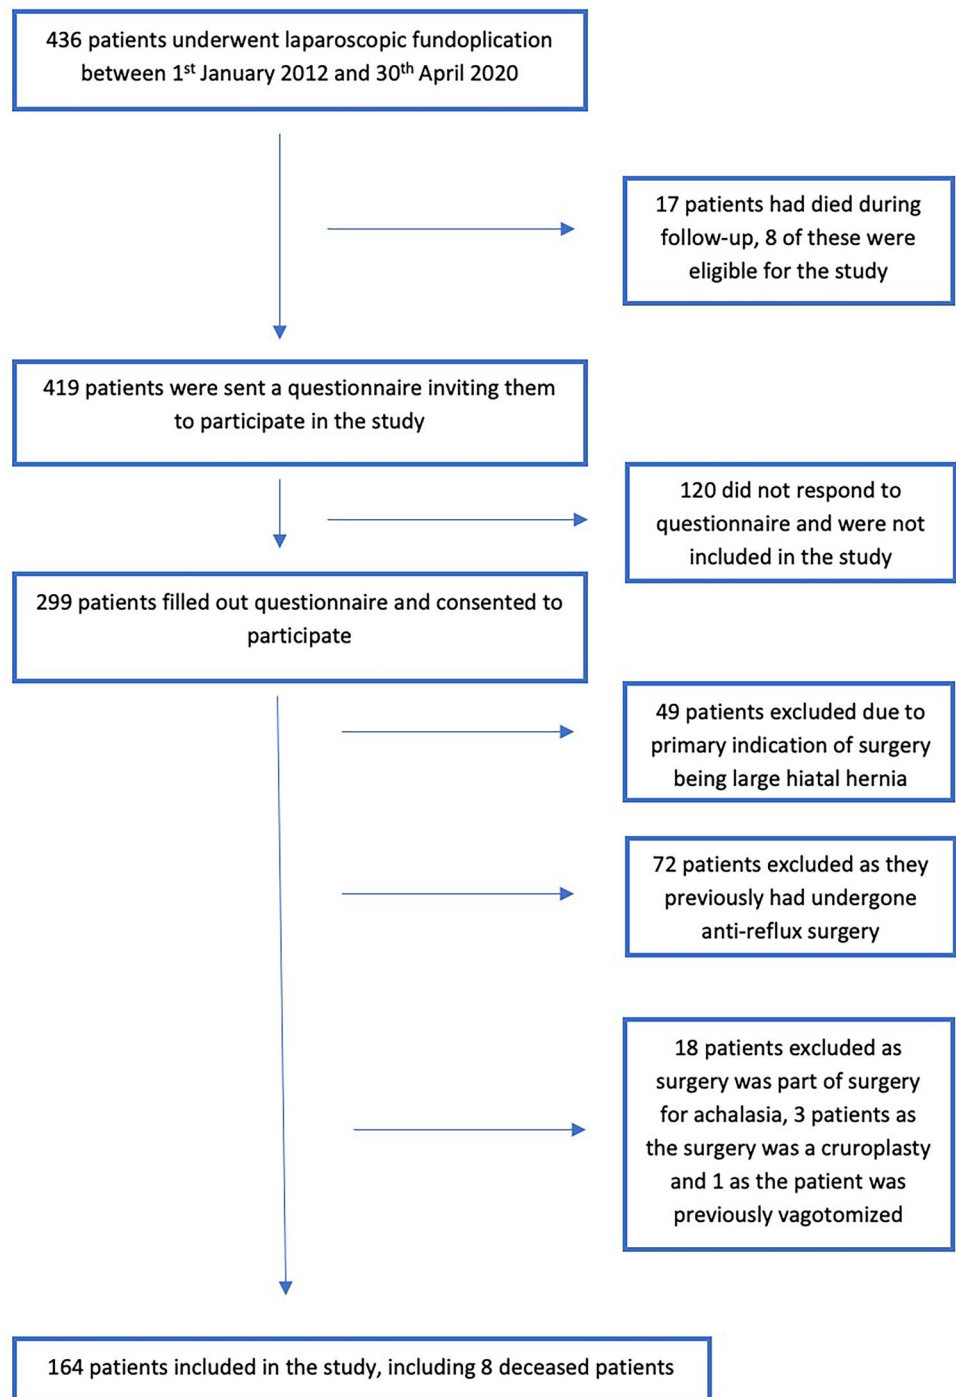 436 patients underwent laparoscopic fundoplication
between 1st January 2012 and 30th April 2020
17 patients had died during
follow-up, 8 of these were
eligible for the study
419 patients were sent a questionnaire inviting them
to participate in the study
120 did not respond to
questionnaire and were not
included in the study
299 patients filled out questionnaire and consented to
participate
49 patients excluded due to
primary indication of surgery
being large hiatal hernia
72 patients excluded as they
previously had undergone
anti-reflux surgery
18 patients excluded as
surgery was part of surgery
for achalasia, 3 patients as
the surgery was a cruroplasty
and 1 as the patient was
previously vagotomized
164 patients included in the study, including 8 deceased patients